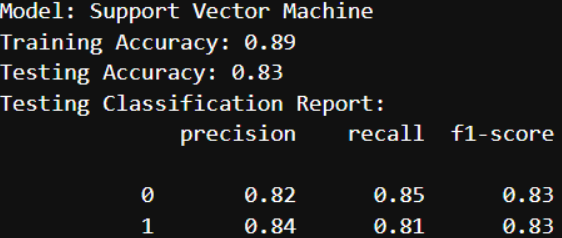 Model: Support Vector Machine
Training Accuracy: 0.89
Testing Accuracy: 0.83
Testing Classification Report:
precision recall f1-score
0 0.82 0.85 0.83
1 0.84 0.81 0.83